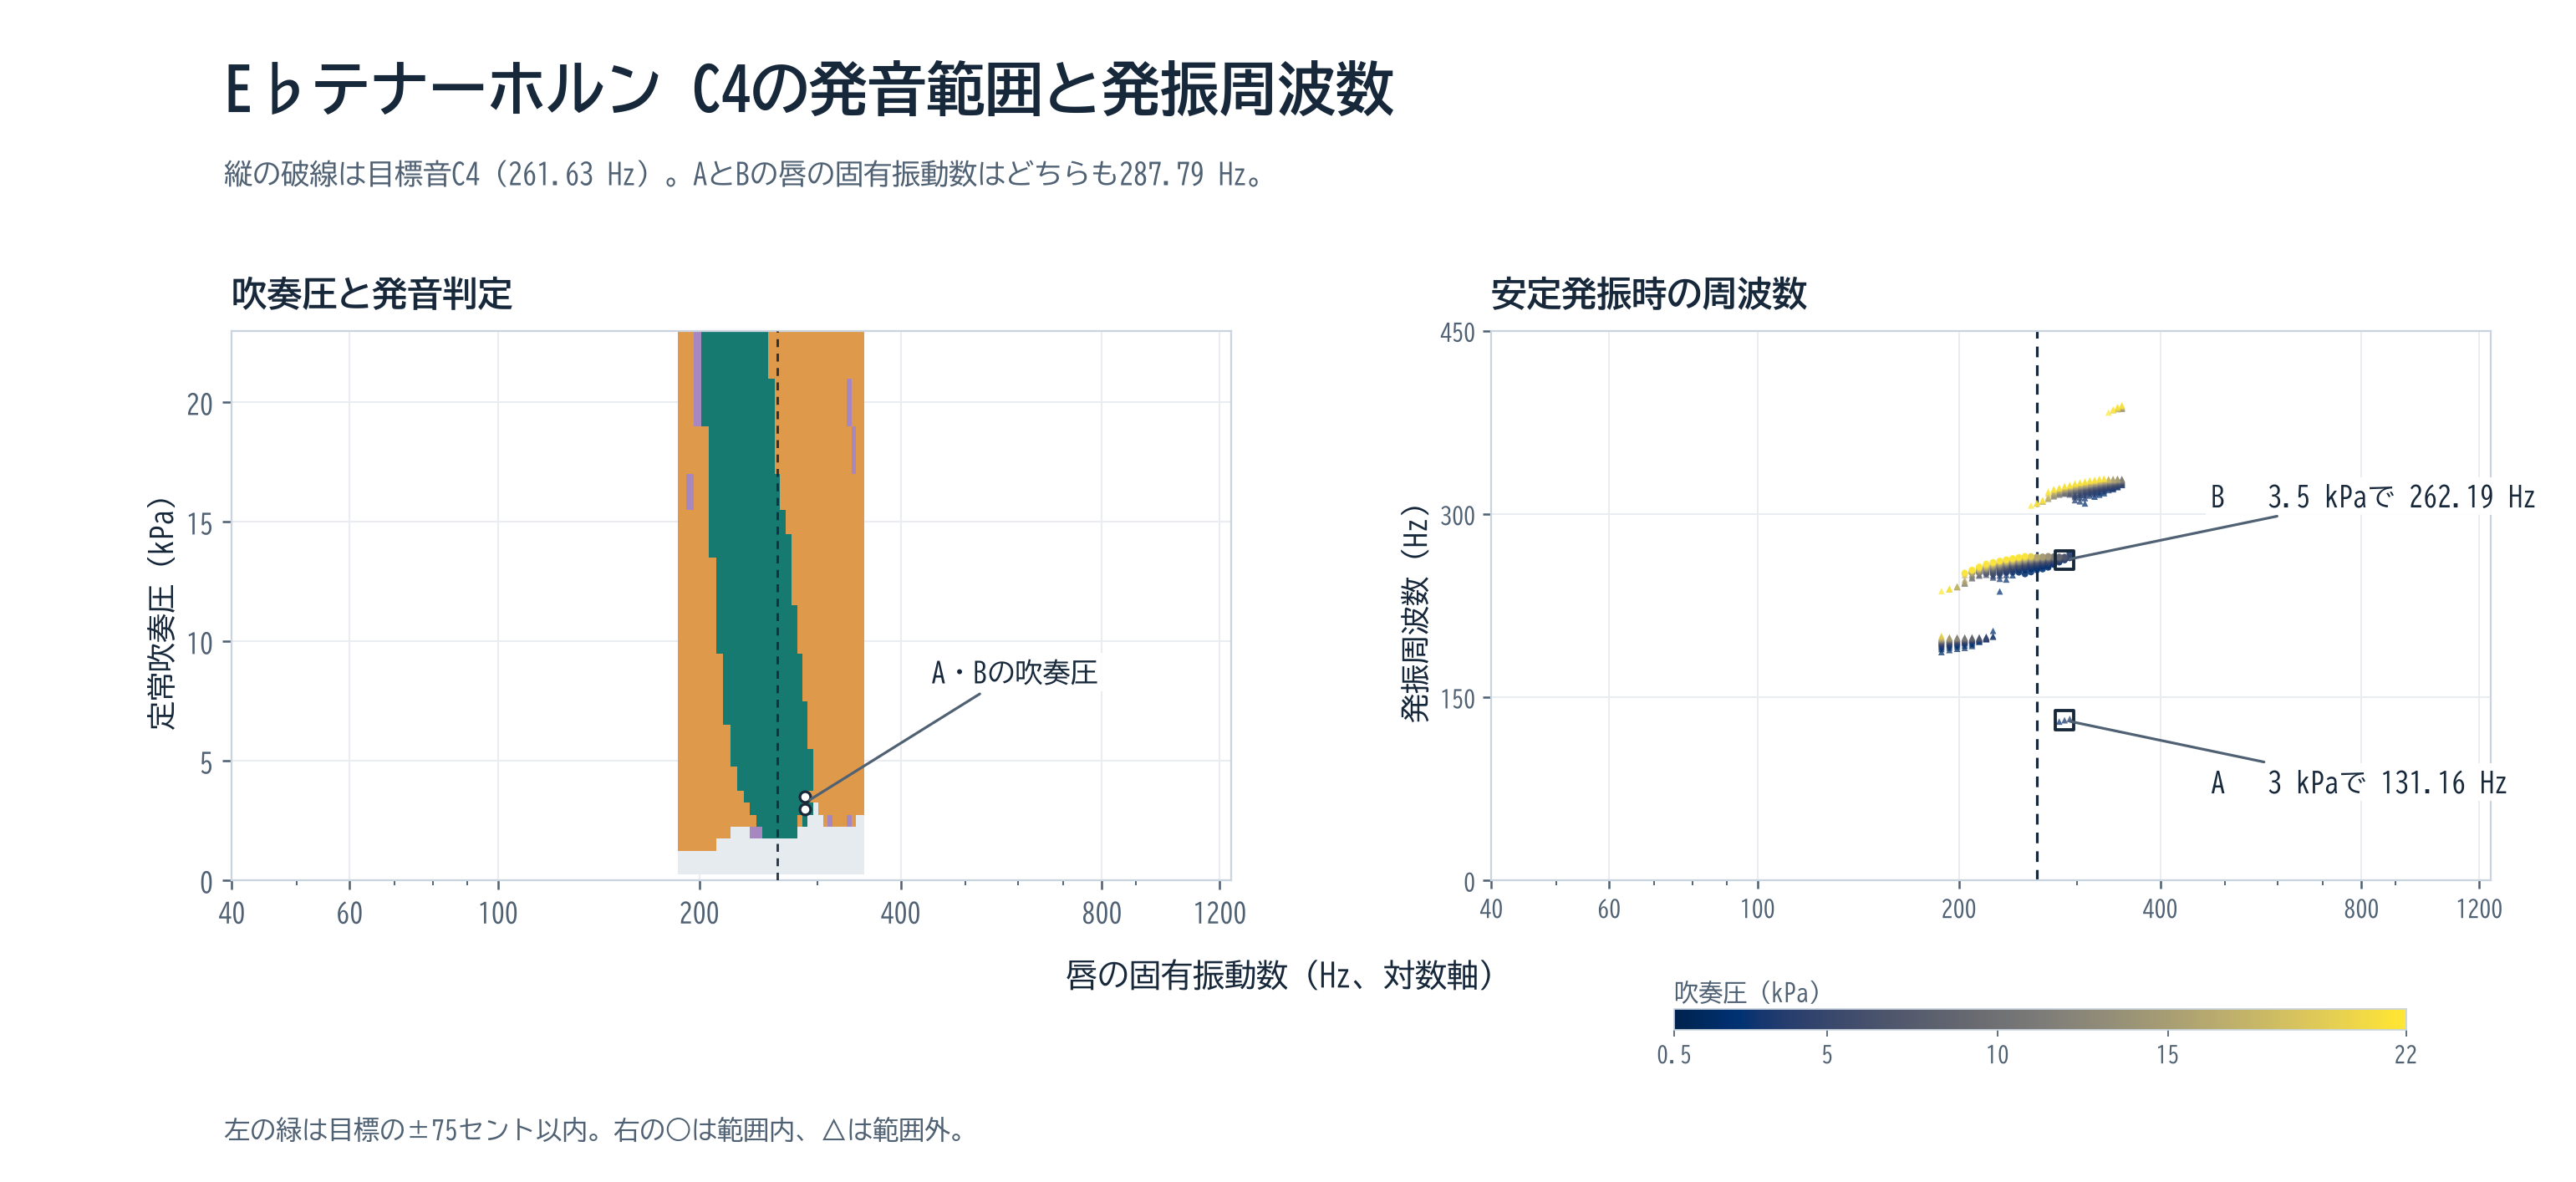 E♭テナーホルン C4の発音範囲と発振周波数
縦の破線は目標音C4（261.63 Hz）。AとBの唇の固有振動数はどちらも287.79 Hz。
吹奏圧と発音判定
定常吹奏圧（kPa）
20
15
10
5
0
A・Bの吹奏圧
40 60 100 200 400 800 1200
安定発振時の周波数
発振周波数（Hz）
450
300
150
0
B 3.5 kPaで 262.19 Hz
A 3 kPaで 131.16 Hz
40 60 100 200 400 800 1200
唇の固有振動数（Hz、対数軸）
吹奏圧（kPa）
0.5 5 10 15 22
左の緑は目標の±75セント以内。右の○は範囲内、△は範囲外。